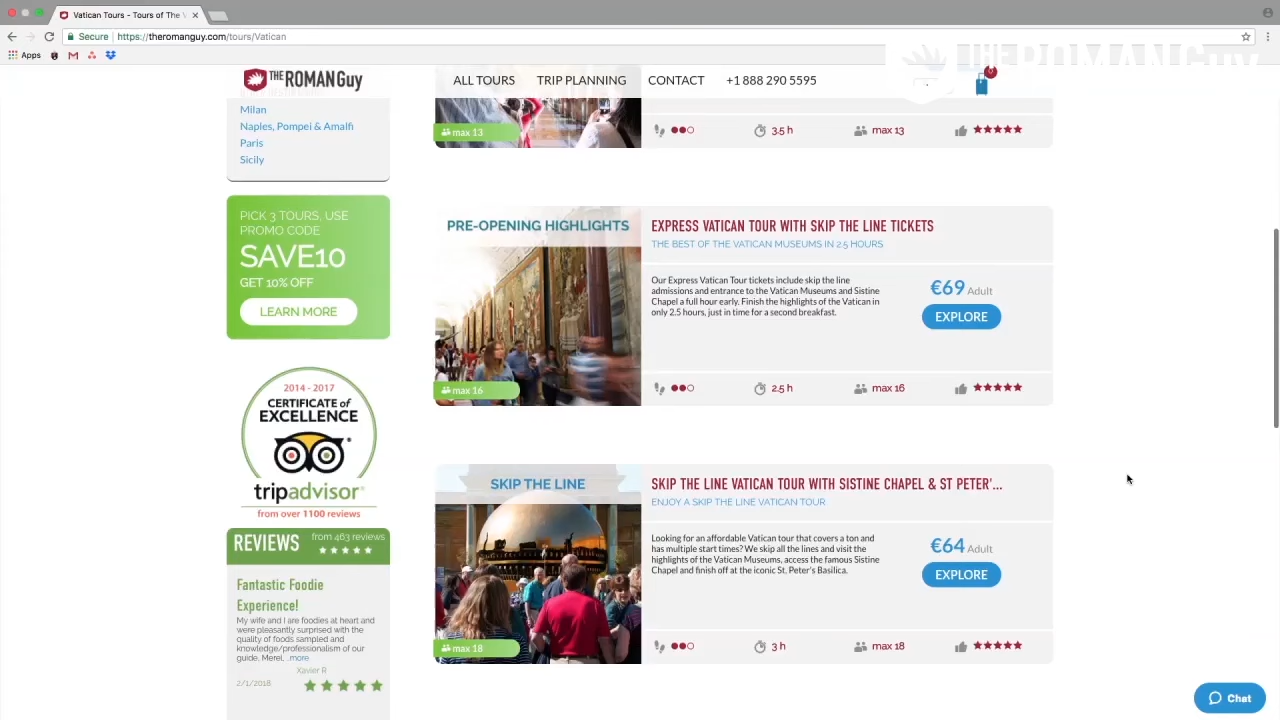 Vatican Tours - Tours of The V
Secure
https://theromanguy.com/tours/Vatican
Apps
THE ROMAN GUY
ALL TOURS
TRIP PLANNING
CONTACT
+1 888 290 5595
THE ROMAN GUY
Milan
Naples, Pompei & Amalfi
Paris
Sicily
max 13
3.5 h
max 13
PICK 3 TOURS, USE
PROMO CODE
SAVE10
GET 10% OFF
LEARN MORE
PRE-OPENING HIGHLIGHTS
max 16
EXPRESS VATICAN TOUR WITH SKIP THE LINE TICKETS
THE BEST OF THE VATICAN MUSEUMS IN 2.5 HOURS
Our Express Vatican Tour tickets include skip the line
admissions and entrance to the Vatican Museums and Sistine
Chapel a full hour early. Finish the highlights of the Vatican in
only 2.5 hours, just in time for a second breakfast.
€69 Adult
EXPLORE
2.5 h
max 16
2014 - 2017
CERTIFICATE of
EXCELLENCE
tripadvisor®
from over 1100 reviews
SKIP THE LINE
max 18
SKIP THE LINE VATICAN TOUR WITH SISTINE CHAPEL & ST PETER'...
ENJOY A SKIP THE LINE VATICAN TOUR
Looking for an affordable Vatican tour that covers a ton and
has multiple start times? We skip all the lines and visit the
highlights of the Vatican Museums, access the famous Sistine
Chapel and finish off at the iconic St. Peter's Basilica.
€64 Adult
EXPLORE
3 h
max 18
REVIEWS
from 463 reviews
Fantastic Foodie
Experience!
My wife and I are foodies at heart and
were pleasantly surprised with the
quality of foods sampled and
knowledge/professionalism of our
guide, Merel. ...more
Xavier R
2/1/2018
Chat